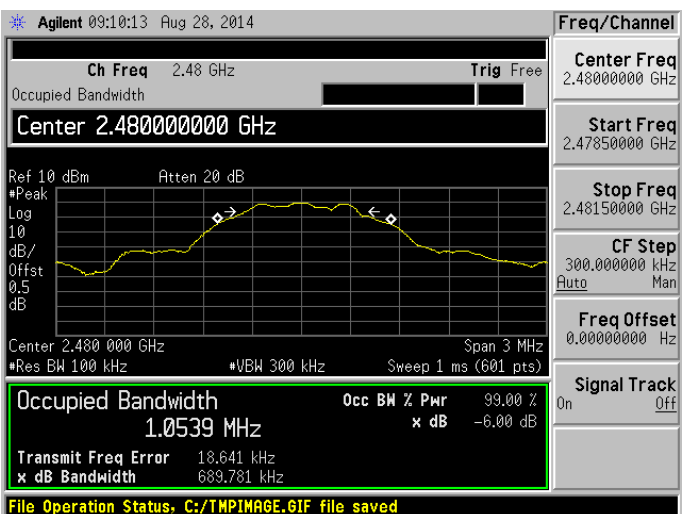 Agilent 09:10:13 Aug 28, 2014
Freq/Channel
Ch Freq 2.48 GHz Trig Free
Occupied Bandwidth
Center 2.480000000 GHz
Ref 10 dBm Atten 20 dB
#Peak
Log
10
dB/
Offst
0.5
dB
Center 2.480 000 GHz Span 3 MHz
#Res BW 100 kHz #VBW 300 kHz Sweep 1 ms (601 pts)
Occupied Bandwidth Occ BW % Pwr 99.00 %
1.0539 MHz x dB -6.00 dB
Transmit Freq Error 18.641 kHz
x dB Bandwidth 689.781 kHz
File Operation Status, C:/TMPIMAGE.GIF file saved
Center Freq
2.48000000 GHz
Start Freq
2.47850000 GHz
Stop Freq
2.48150000 GHz
CF Step
300.000000 kHz
Auto Man
Freq Offset
0.00000000 Hz
Signal Track
On Off